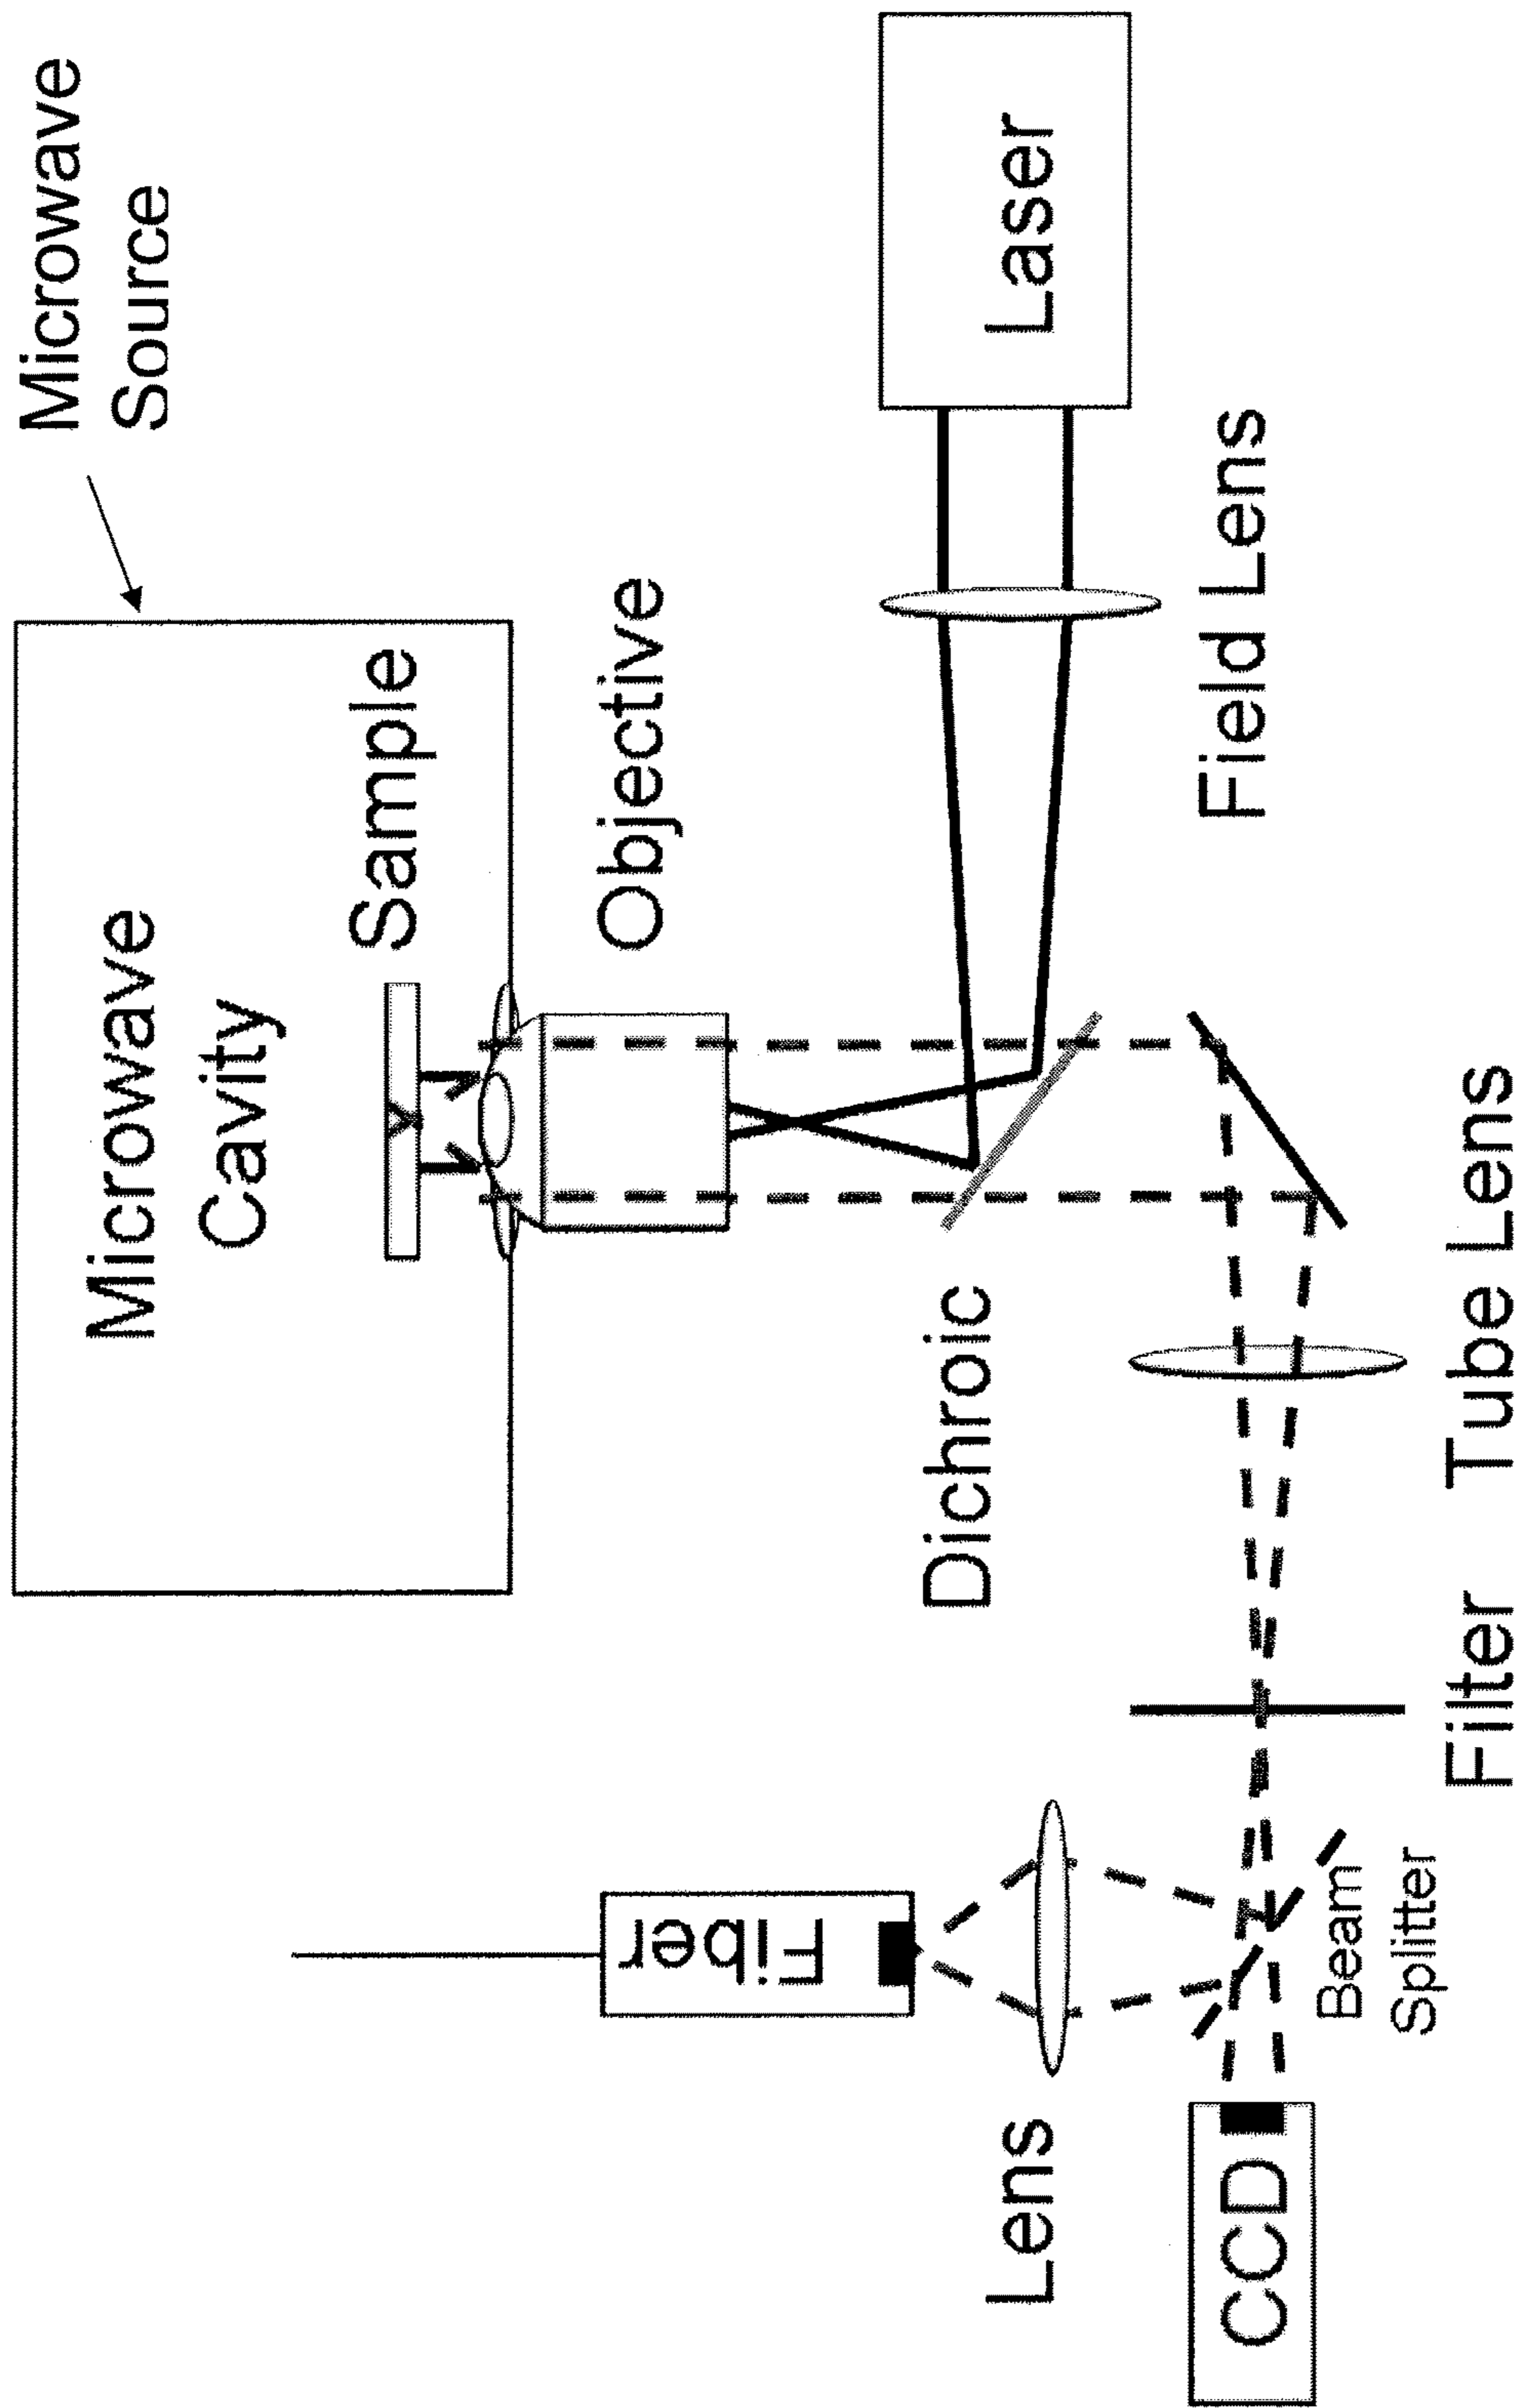 Microwave
Source
Microwave
Cavity
Sample
Objective
Laser
Field Lens
Dichroic
Fiber
Lens
CCD
Beam
Splitter
Filter
Tube Lens